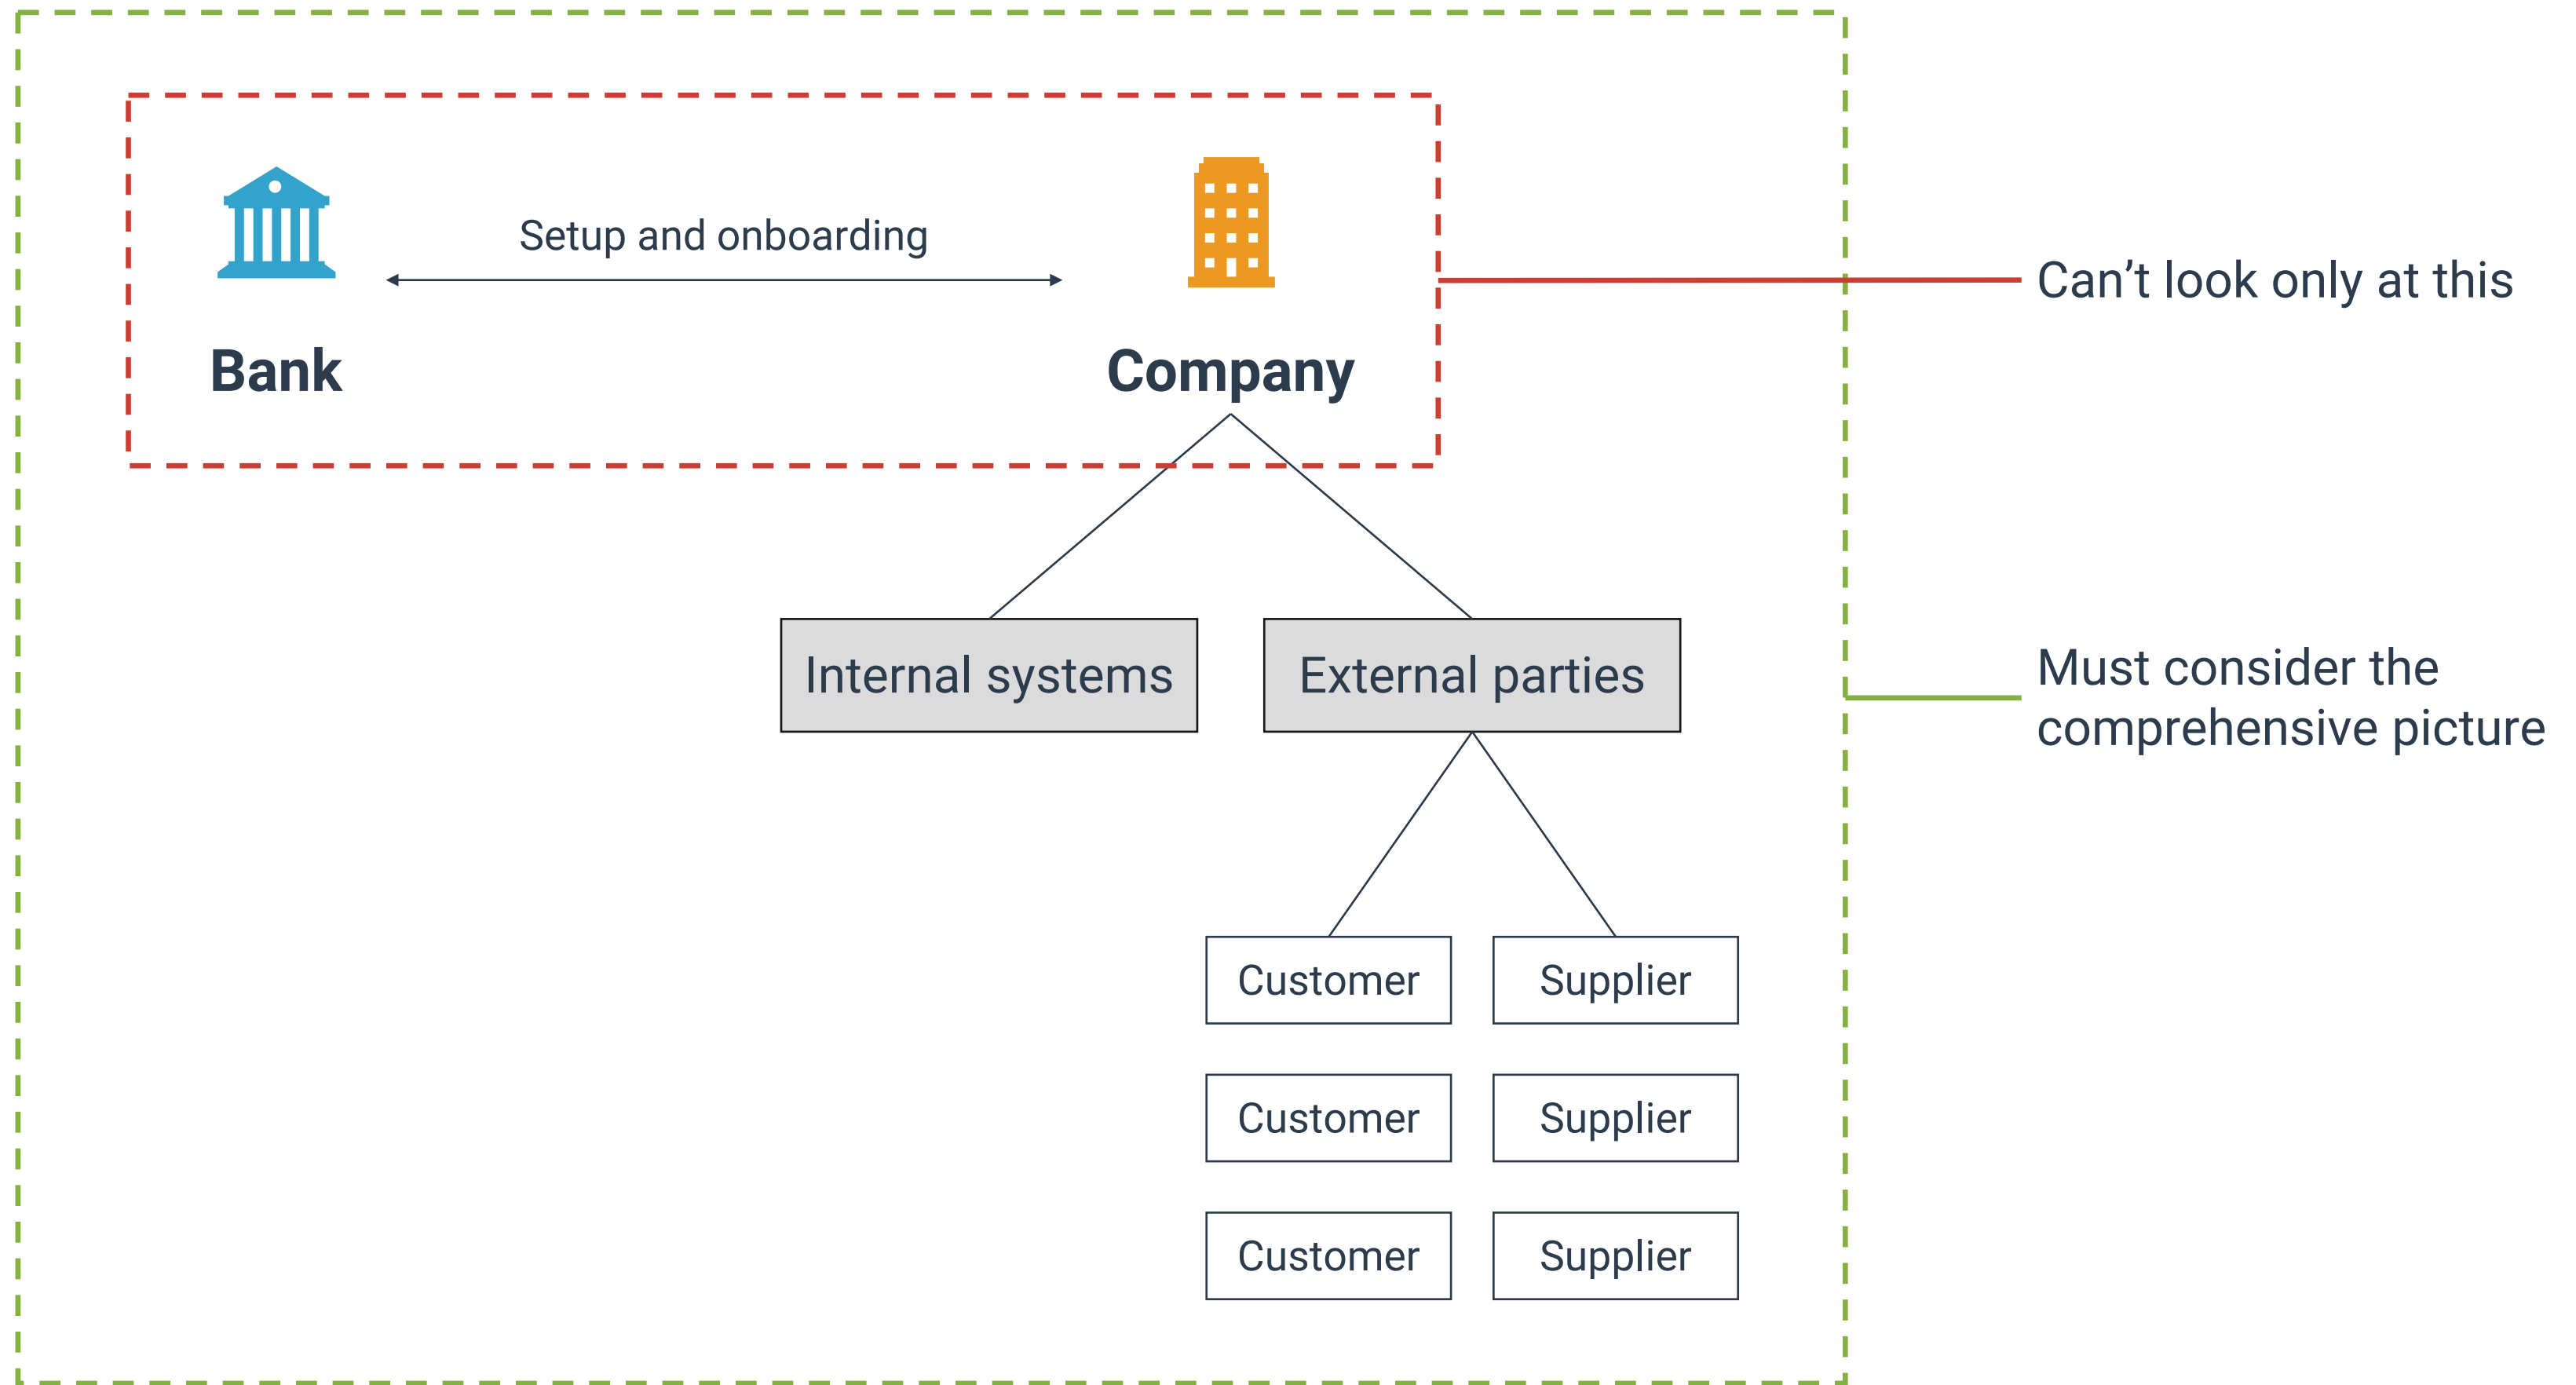 Setup and onboarding
Bank
Company
Can’t look only at this
Internal systems
External parties
Must consider the
comprehensive picture
Customer
Supplier
Customer
Supplier
Customer
Supplier